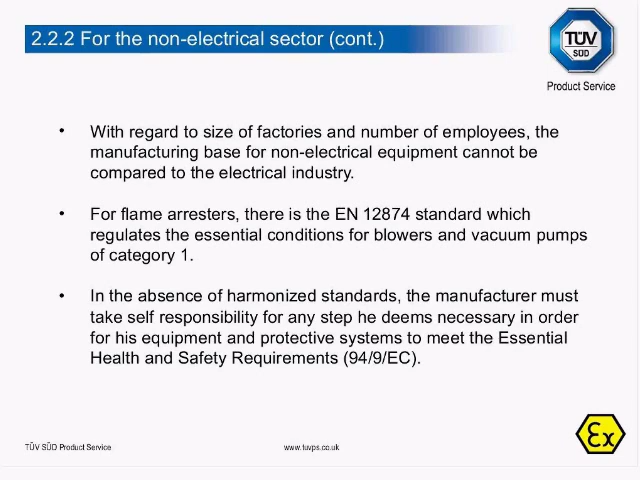 2.2.2 For the non-electrical sector (cont.)
TÜV
SÜD
Product Service
• With regard to size of factories and number of employees, the
manufacturing base for non-electrical equipment cannot be
compared to the electrical industry.
• For flame arresters, there is the EN 12874 standard which
regulates the essential conditions for blowers and vacuum pumps
of category 1.
• In the absence of harmonized standards, the manufacturer must
take self responsibility for any step he deems necessary in order
for his equipment and protective systems to meet the Essential
Health and Safety Requirements (94/9/EC).
Ex
TÜV SÜD Product Service
www.tuvps.co.uk